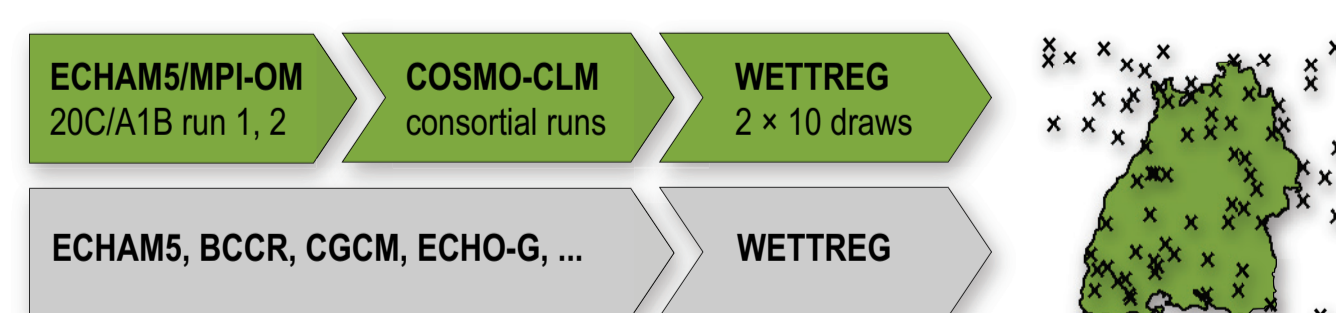 ECHAM5/MPI-OM
20C/A1B run 1, 2
COSMO-CLM
consortial runs
WETTREG
2 × 10 draws
ECHAM5, BCCR, CGCM, ECHO-G, ...
WETTREG